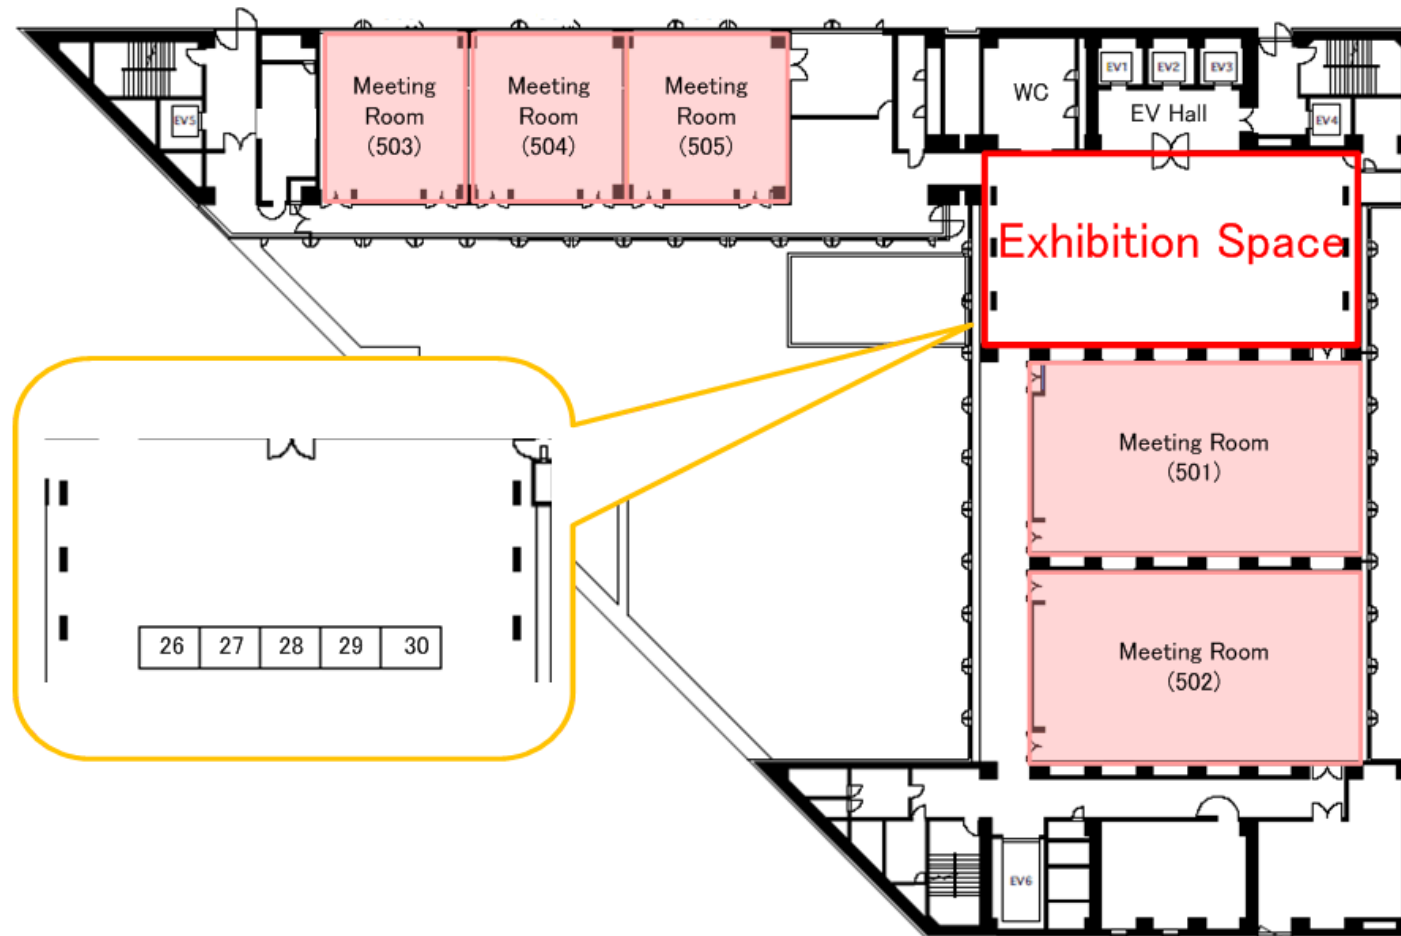 Meeting
Room
(503)
Meeting
Room
(504)
Meeting
Room
(505)
WC
EV1
EV2
EV3
EV Hall
EV4
EV5
Exhibition Space
Meeting Room
(501)
26
27
28
29
30
Meeting Room
(502)
EV6